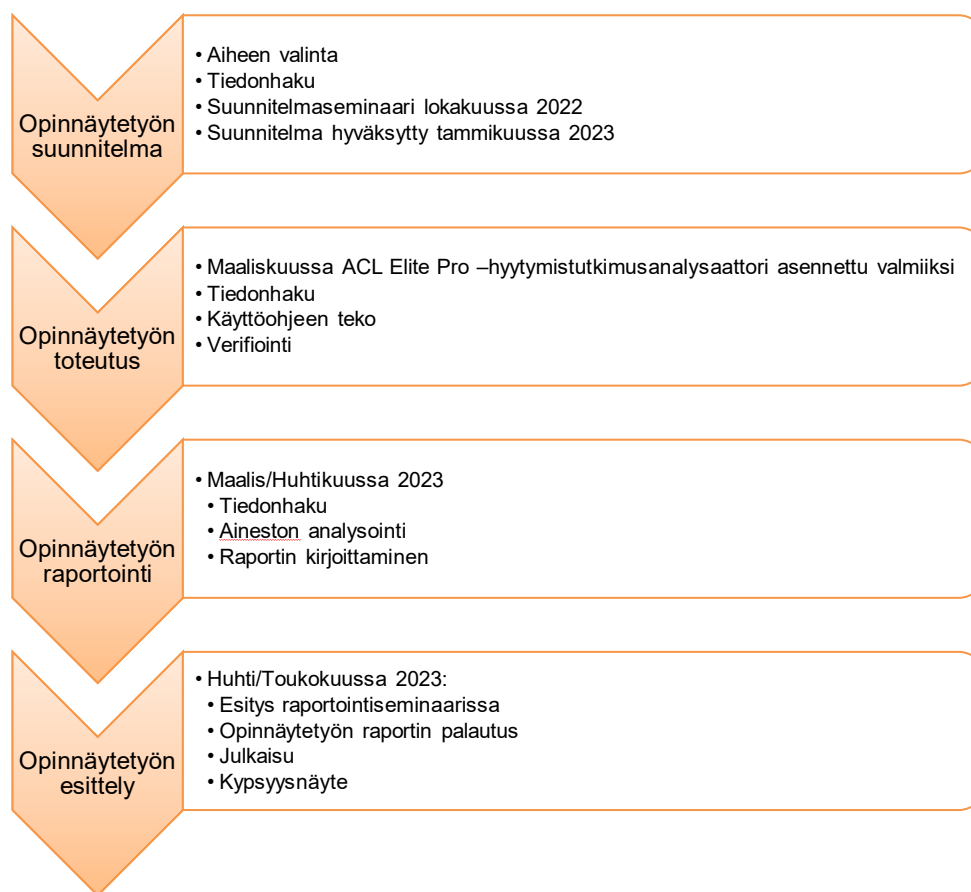 Opinnäytetyön
suunnitelma
• Aiheen valinta
• Tiedonhaku
• Suunnitelmaseminaari lokakuussa 2022
• Suunnitelma hyväksytty tammikuussa 2023
Opinnäytetyön
toteutus
• Maaliskuussa ACL Elite Pro –hyytymistutkimusanalysaattori asennettu valmiiksi
• Tiedonhaku
• Käyttöohjeen teko
• Verifiointi
Opinnäytetyön
raportointi
• Maalis/Huhtikuussa 2023
• Tiedonhaku
• Aineston analysointi
• Raportin kirjoittaminen
Opinnäytetyön
esittely
• Huhti/Toukokuussa 2023:
• Esitys raportointiseminaarissa
• Opinnäytetyön raportin palautus
• Julkaisu
• Kypsyysnäyte